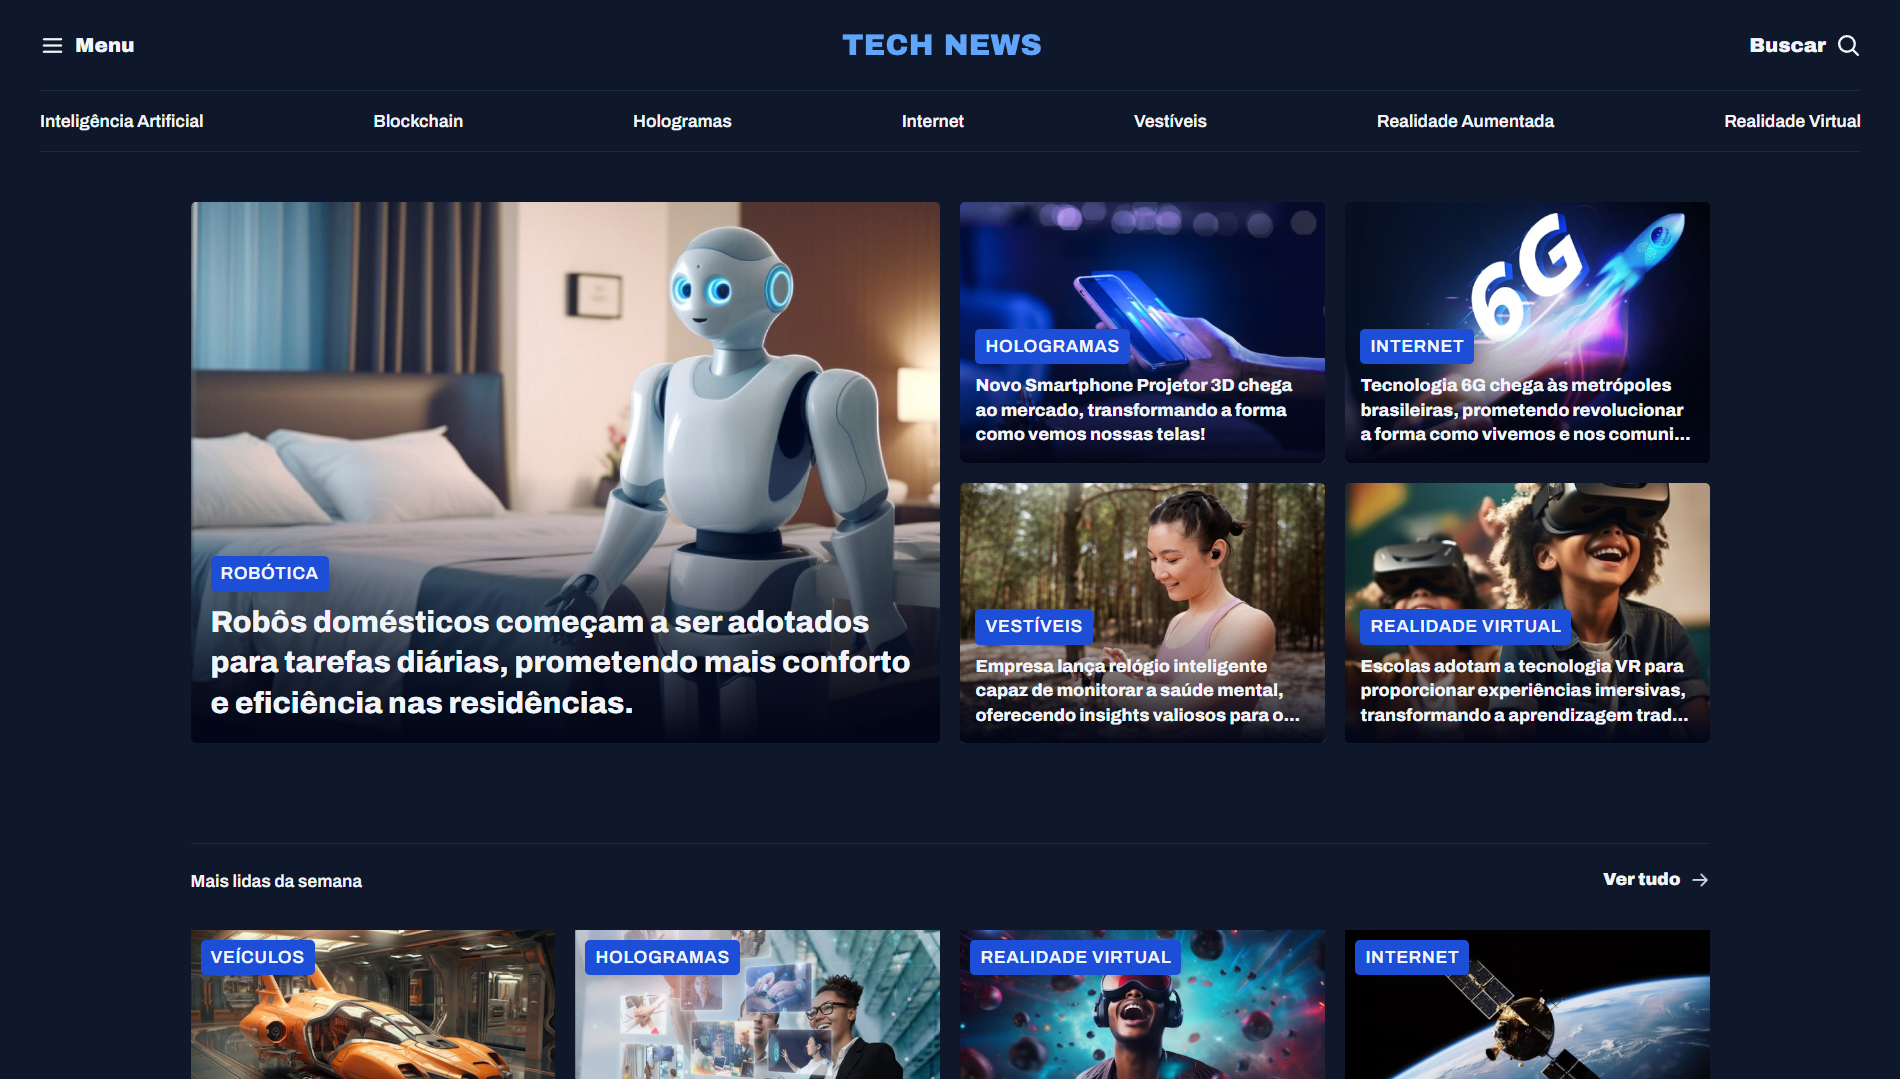 Menu
TECH NEWS
Buscar
Inteligência Artificial
Blockchain
Hologramas
Internet
Vestíveis
Realidade Aumentada
Realidade Virtual
ROBÓTICA
Robôs domésticos começam a ser adotados
para tarefas diárias, prometendo mais conforto
e eficiência nas residências.
HOLOGRAMAS
Novo Smartphone Projetor 3D chega
ao mercado, transformando a forma
como vemos nossas telas!
6G
INTERNET
Tecnologia 6G chega às metrópoles
brasileiras, prometendo revolucionar
a forma como vivemos e nos comuni...
VESTÍVEIS
Empresa lança relógio inteligente
capaz de monitorar a saúde mental,
oferecendo insights valiosos para o...
REALIDADE VIRTUAL
Escolas adotam a tecnologia VR para
proporcionar experiências imersivas,
transformando a aprendizagem trad...
Mais lidas da semana
Ver tudo
VEÍCULOS
HOLOGRAMAS
REALIDADE VIRTUAL
INTERNET